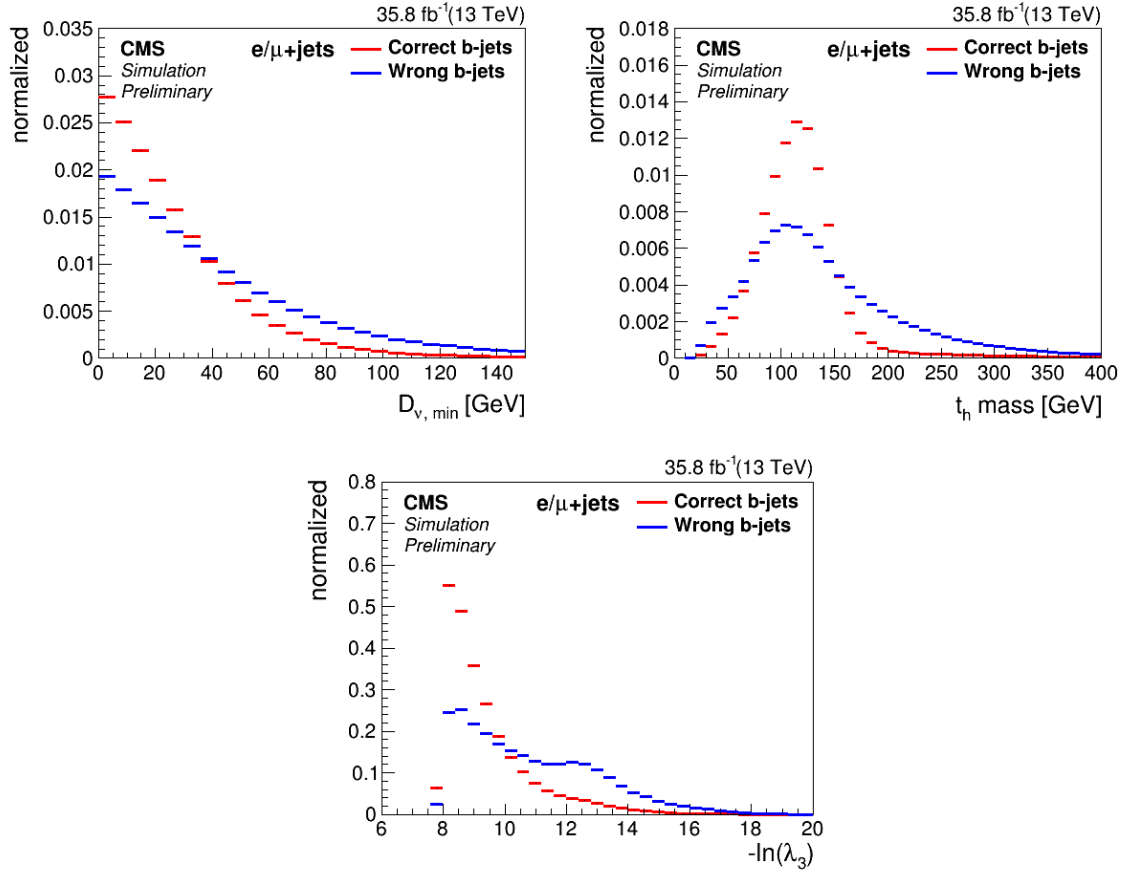 35.8 fb⁻¹(13 TeV)
normalized
0.035
0.03
0.025
0.02
0.015
0.01
0.005
0
CMS
Simulation
Preliminary
e/μ+jets
Correct b-jets
Wrong b-jets
0 20 40 60 80 100 120 140
D_ν, min [GeV]
35.8 fb⁻¹(13 TeV)
normalized
0.018
0.016
0.014
0.012
0.01
0.008
0.006
0.004
0.002
0
CMS
Simulation
Preliminary
e/μ+jets
Correct b-jets
Wrong b-jets
0 50 100 150 200 250 300 350 400
t_h mass [GeV]
35.8 fb⁻¹(13 TeV)
normalized
0.8
0.7
0.6
0.5
0.4
0.3
0.2
0.1
0
CMS
Simulation
Preliminary
e/μ+jets
Correct b-jets
Wrong b-jets
6 8 10 12 14 16 18 20
-ln(λ₃)